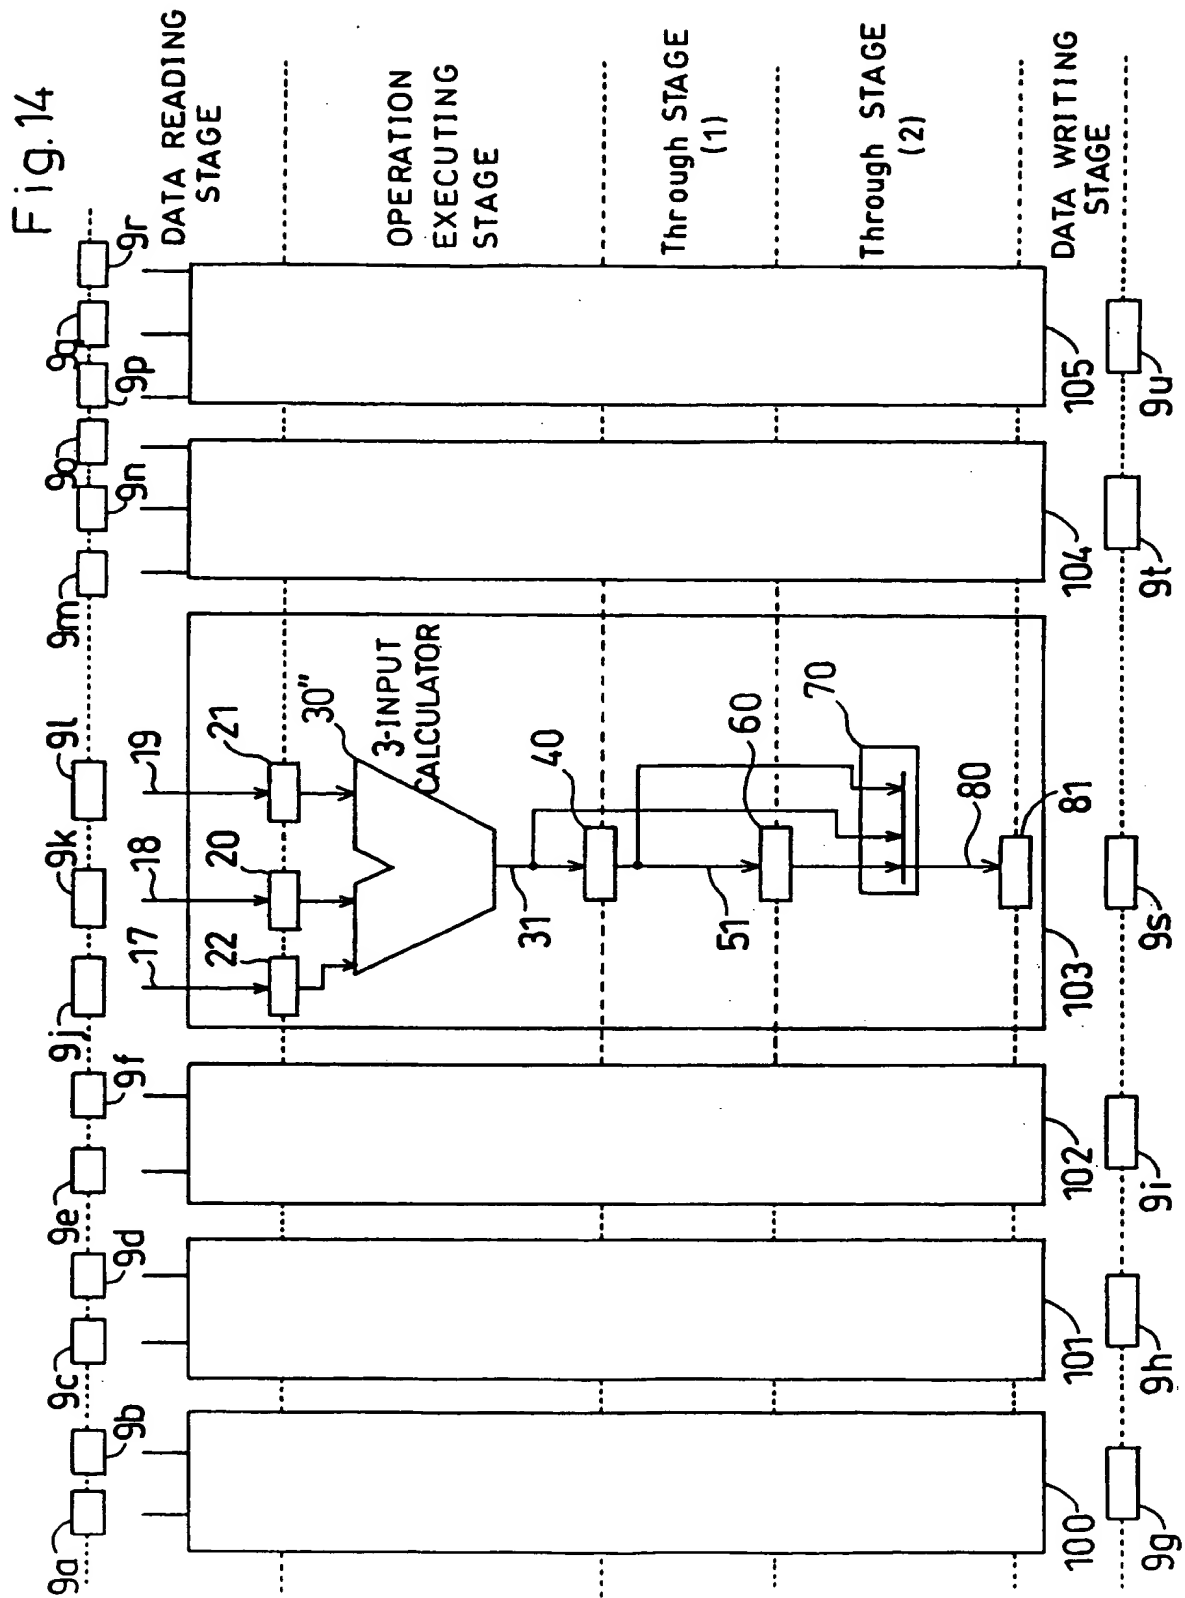 Fig. 14
9a
9b
9c
9d
9e
9f
9j
9k
9l
9m
9n
9o
9p
9q
9r
DATA READING
STAGE
17
18
19
22
20
21
30"
3-INPUT
CALCULATOR
OPERATION
EXECUTING
STAGE
31
40
Through STAGE
(1)
51
60
70
Through STAGE
(2)
80
81
100
101
102
103
104
105
DATA WRITING
STAGE
9g
9h
9i
9s
9t
9u